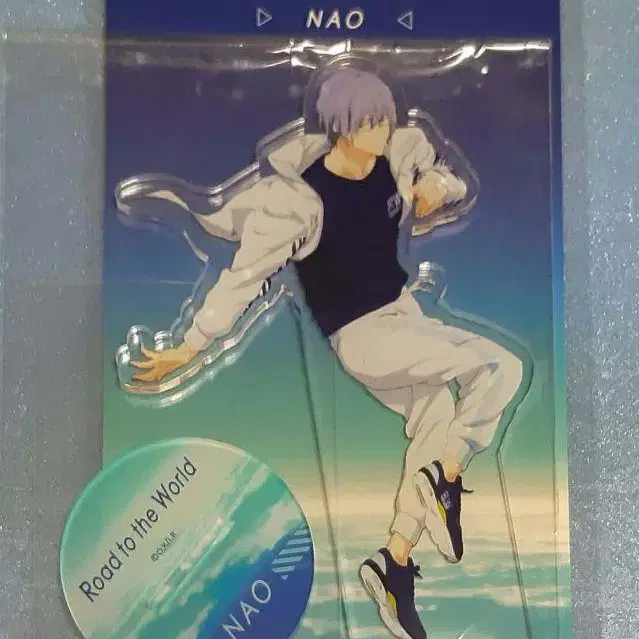 ▷ NAO ◁
Road to the World
NAO